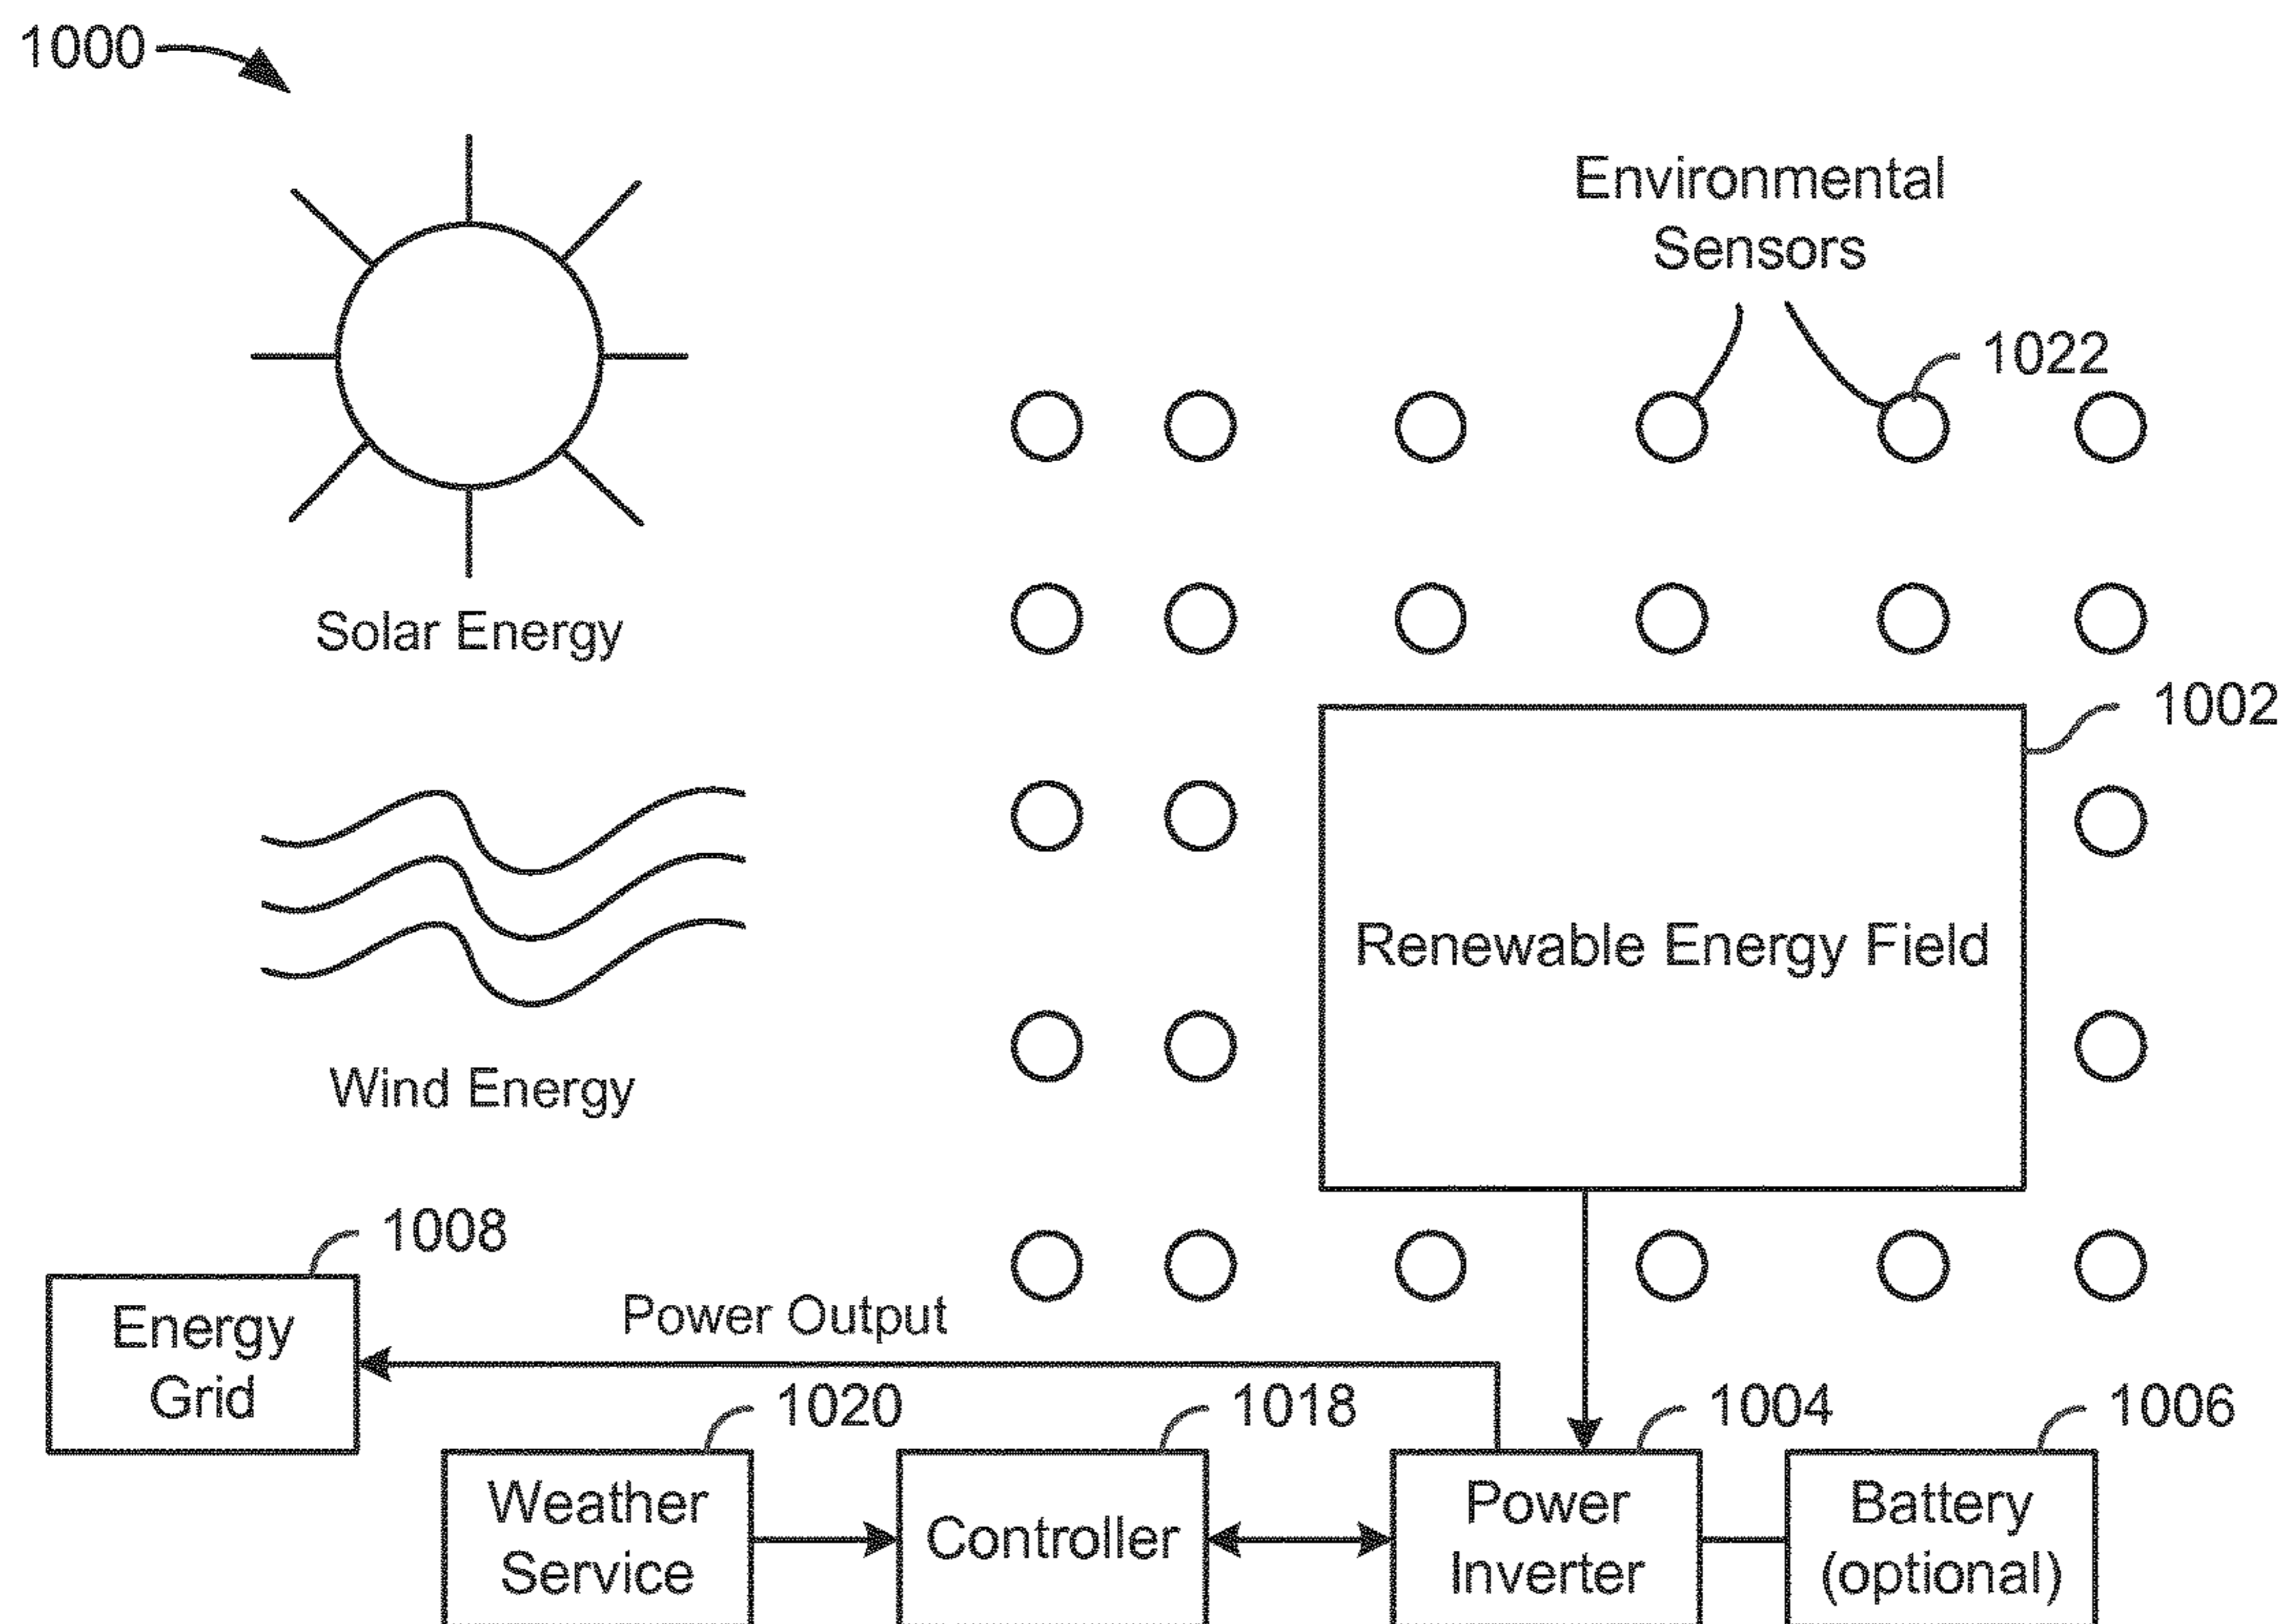 1000
Environmental
Sensors
1022
Solar Energy
1002
Renewable Energy Field
Wind Energy
1008
Energy
Grid
Power Output
1020
1018
1004
1006
Weather
Service
Controller
Power
Inverter
Battery
(optional)